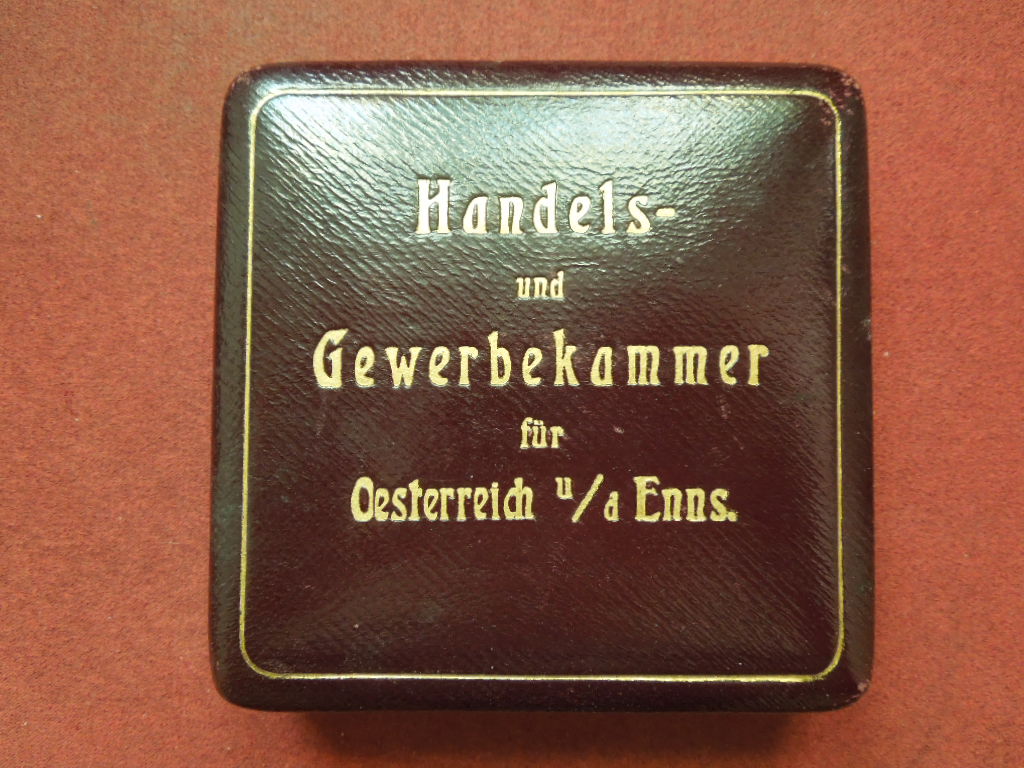 Handels-
und
Gewerbekammer
für
Oesterreich u/d Enns.